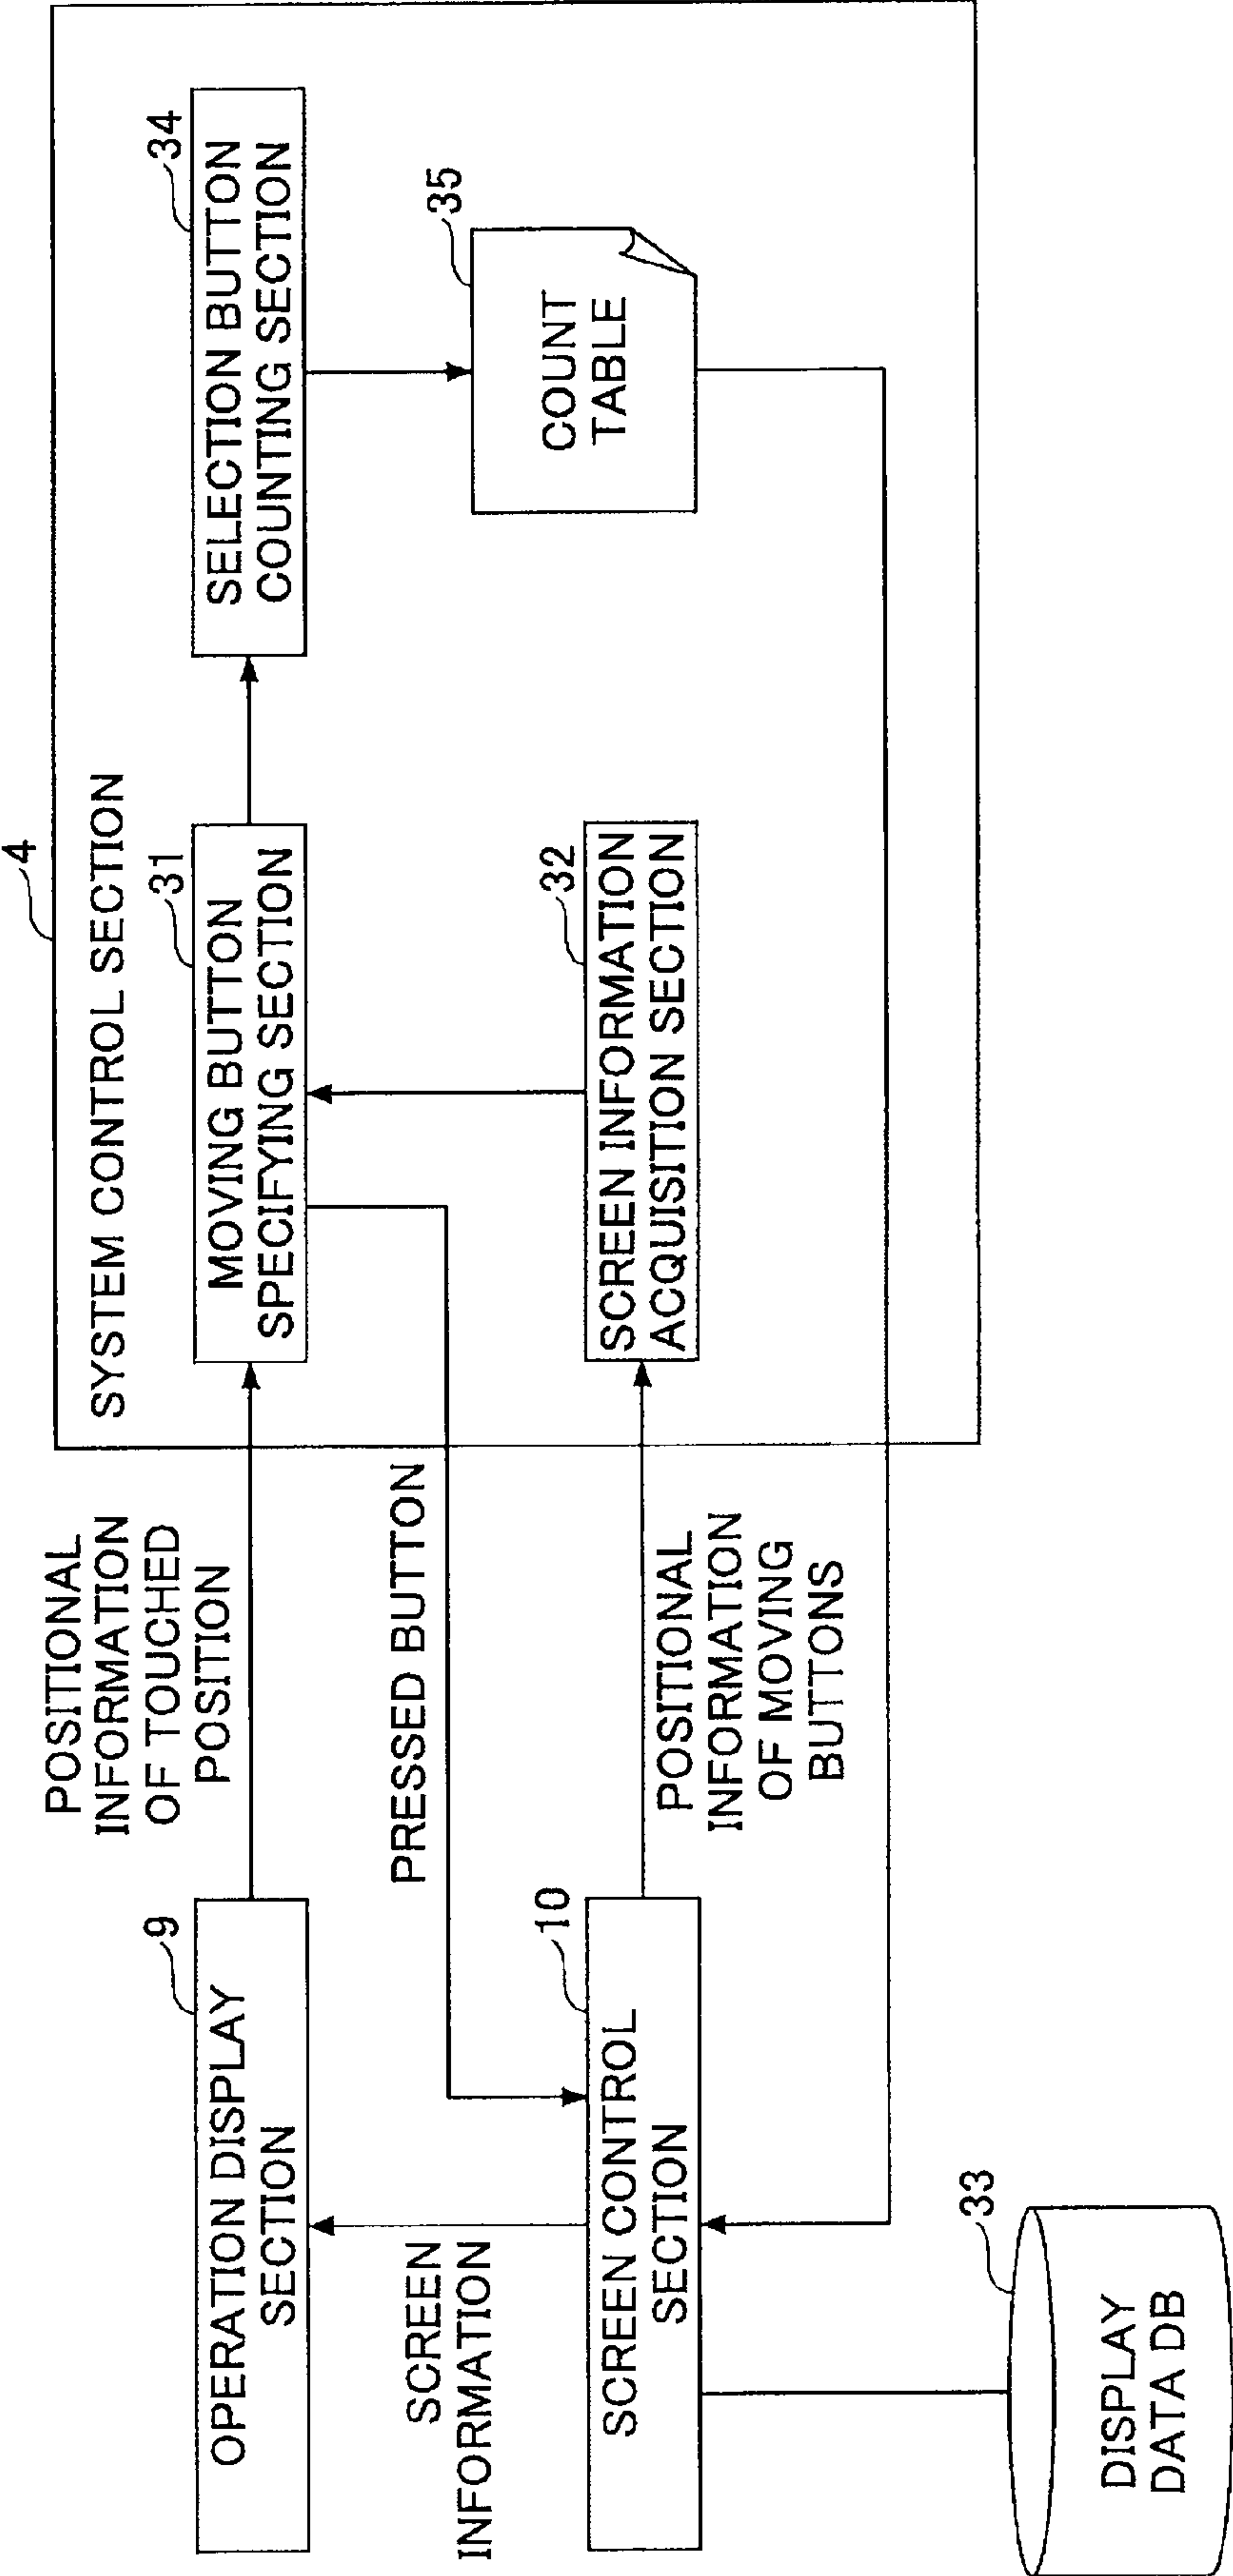 4
SYSTEM CONTROL SECTION
9
OPERATION DISPLAY
SECTION
POSITIONAL
INFORMATION
OF TOUCHED
POSITION
31
MOVING BUTTON
SPECIFYING SECTION
34
SELECTION BUTTON
COUNTING SECTION
SCREEN
INFORMATION
PRESSED BUTTON
35
COUNT
TABLE
10
SCREEN CONTROL
SECTION
POSITIONAL
INFORMATION
OF MOVING
BUTTONS
32
SCREEN INFORMATION
ACQUISITION SECTION
33
DISPLAY
DATA DB